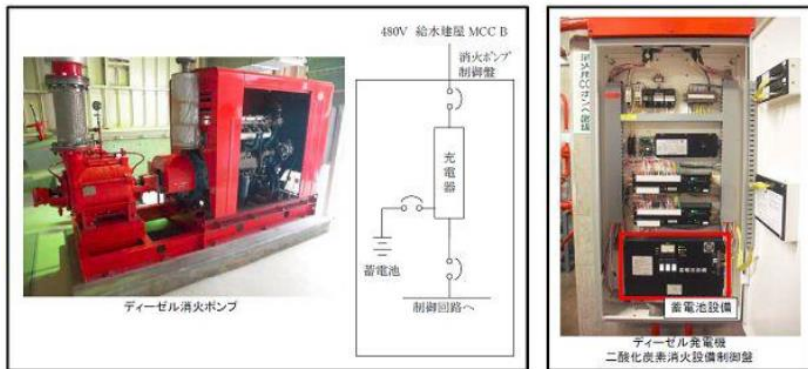 480V 給水建屋 MCC B
消火ポンプ
制御盤
充電器
蓄電池
制御回路へ
ディーゼル消火ポンプ
蓄電池設備
ディーゼル発電機
二酸化炭素消火設備制御盤